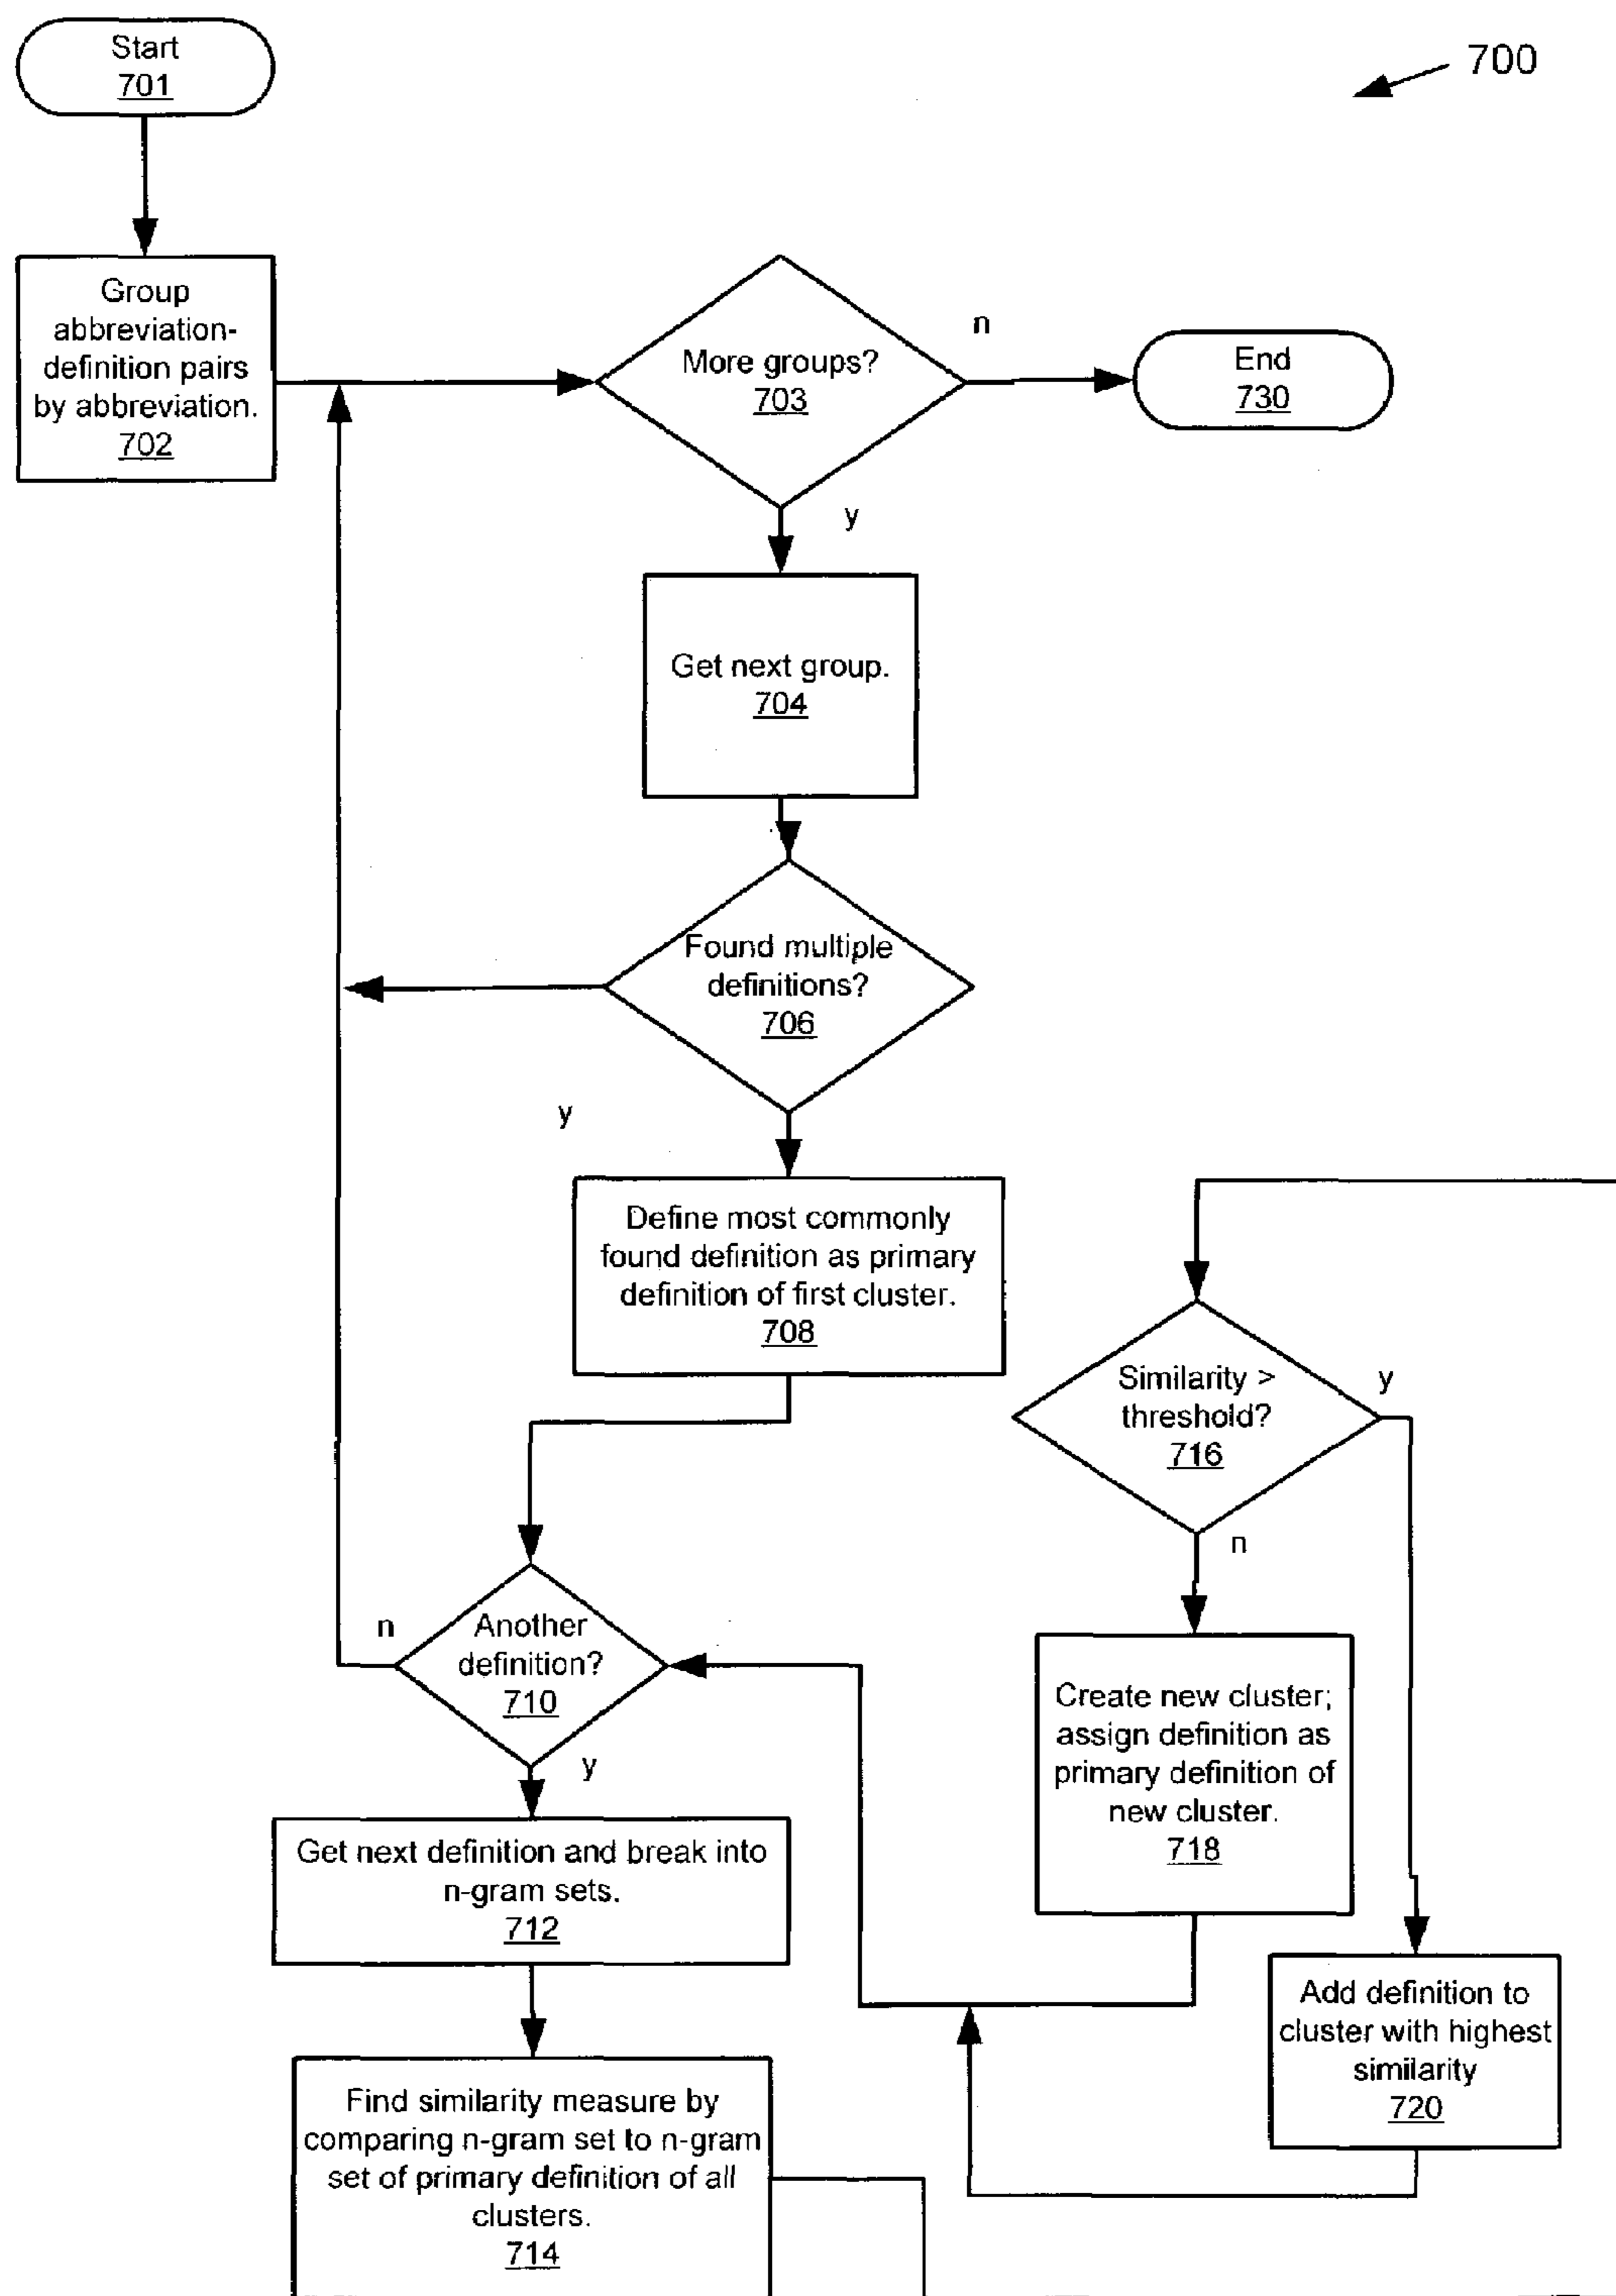 Start
701
700
Group
abbreviation-
definition pairs
by abbreviation.
702
More groups?
703
n
End
730
y
Get next group.
704
Found multiple
definitions?
706
y
Define most commonly
found definition as primary
definition of first cluster.
708
Similarity >
threshold?
716
y
n
Another
definition?
710
n
y
Create new cluster;
assign definition as
primary definition of
new cluster.
718
Get next definition and break into
n-gram sets.
712
Add definition to
cluster with highest
similarity
720
Find similarity measure by
comparing n-gram set to n-gram
set of primary definition of all
clusters.
714